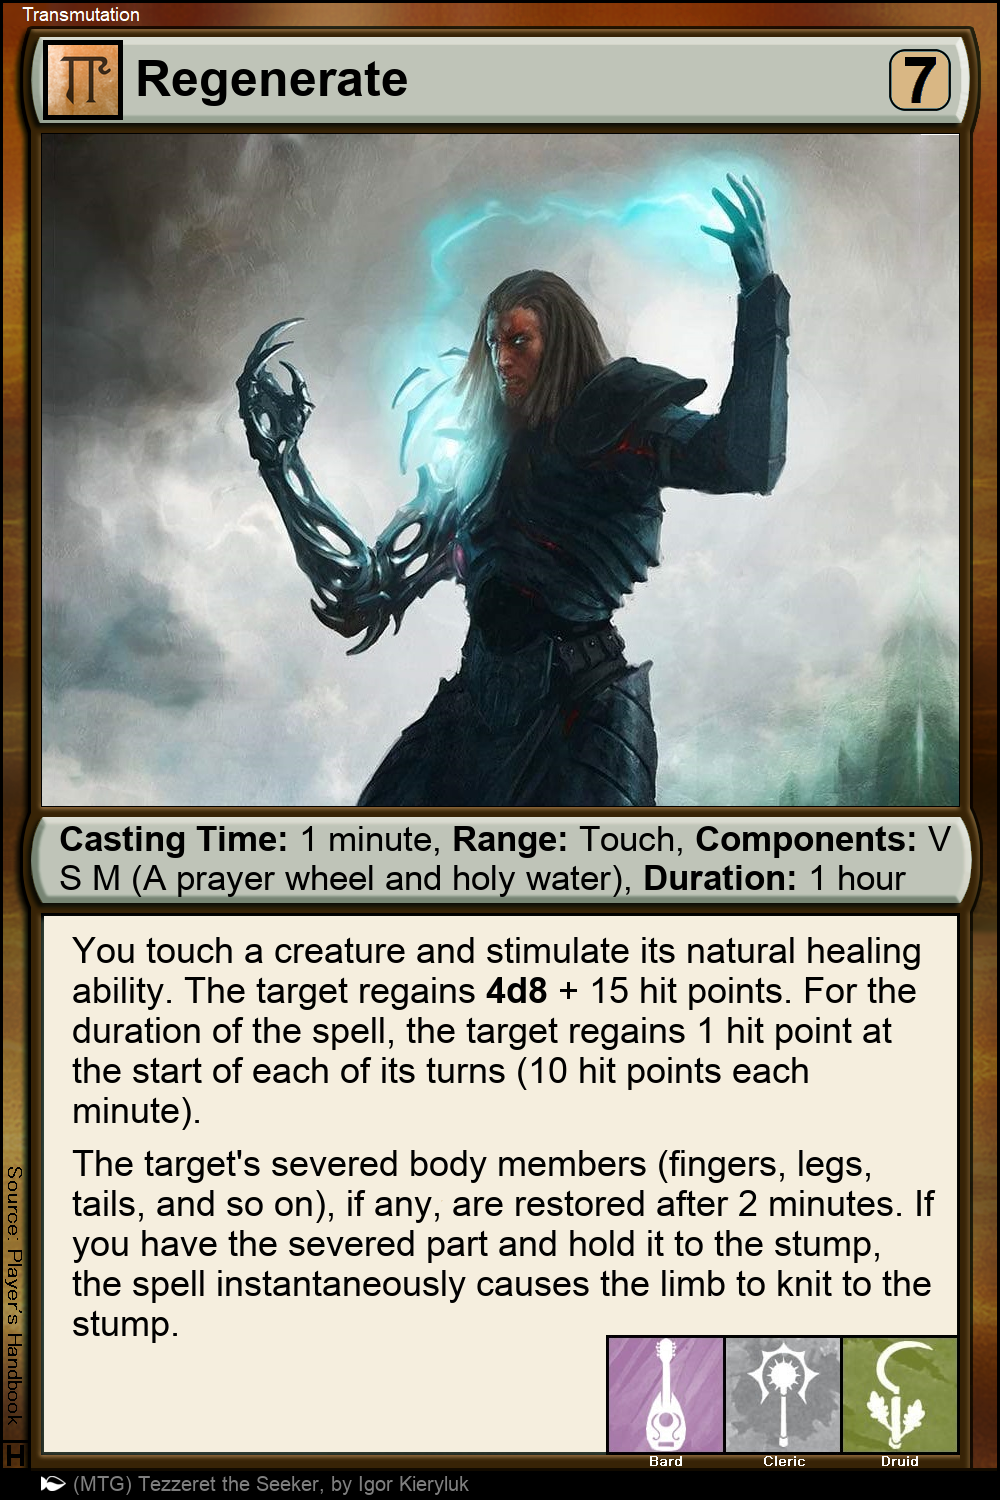 Transmutation
Regenerate
7
Casting Time: 1 minute, Range: Touch, Components: V
S M (A prayer wheel and holy water), Duration: 1 hour
You touch a creature and stimulate its natural healing
ability. The target regains 4d8 + 15 hit points. For the
duration of the spell, the target regains 1 hit point at
the start of each of its turns (10 hit points each
minute).
The target's severed body members (fingers, legs,
tails, and so on), if any, are restored after 2 minutes. If
you have the severed part and hold it to the stump,
the spell instantaneously causes the limb to knit to the
stump.
Source: Player's Handbook
H
Bard
Cleric
Druid
(MTG) Tezzeret the Seeker, by Igor Kieryluk